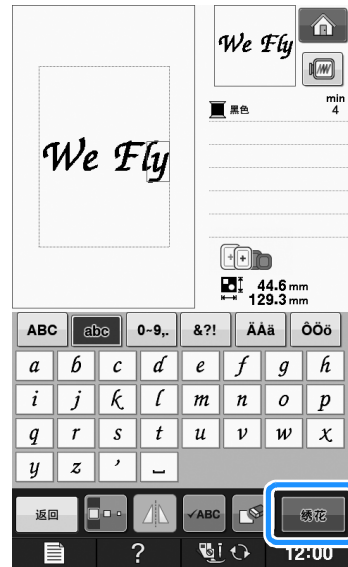 We Fly
We Fly
黑色
min
4
44.6 mm
129.3 mm
ABC abc 0~9,. &?! ÄÀä ÔÖö
a b c d e f g h
i j k l m n o p
q r s t u v w x
y z ’ ⌴
返回 ✓ABC 绣花
? 12:00